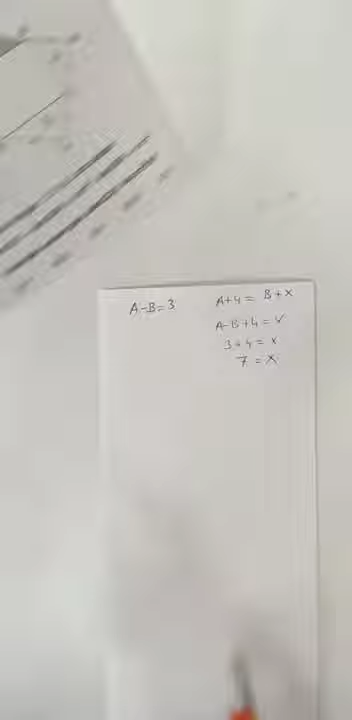 A-B=3
A+4 = B+x
A-B+4 = x
3+4 = x
7 = x